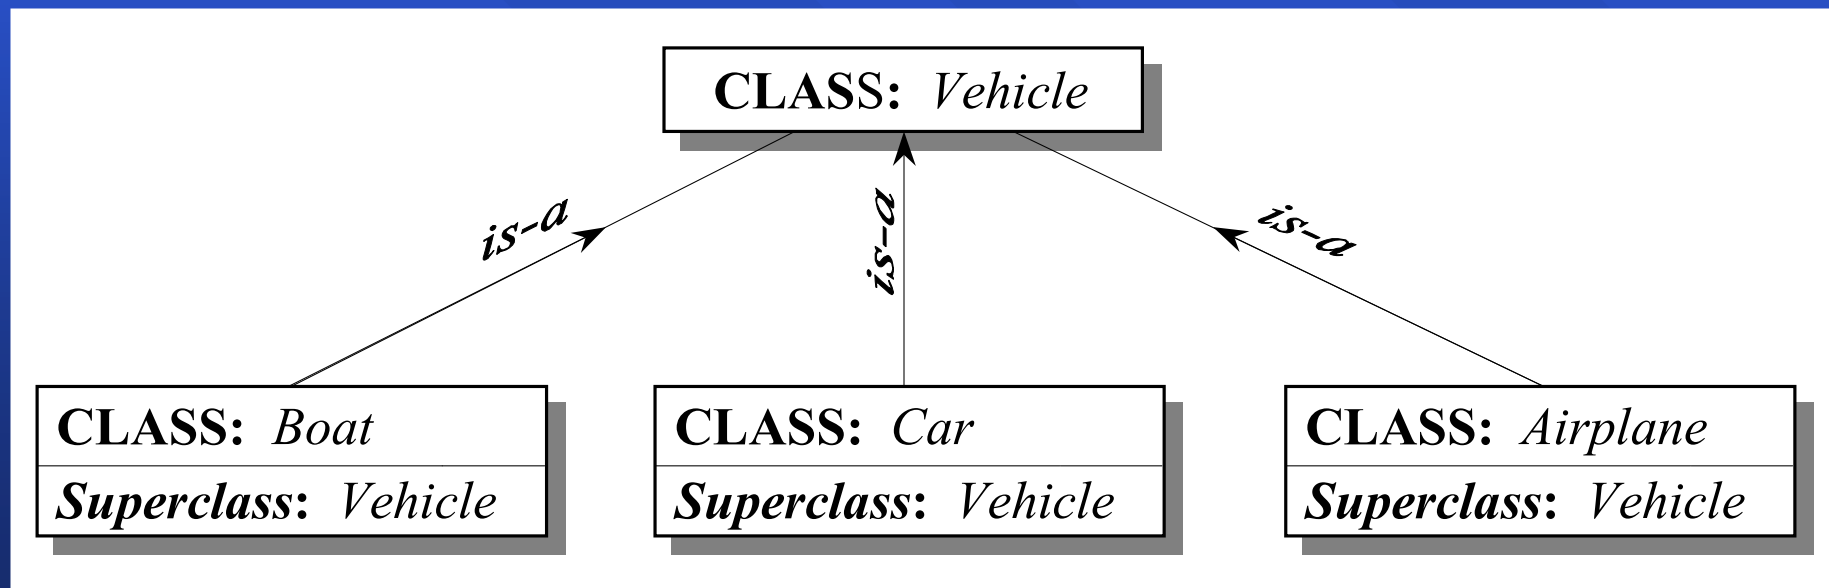 CLASS: Vehicle
is-a
is-a
is-a
CLASS: Boat
Superclass: Vehicle
CLASS: Car
Superclass: Vehicle
CLASS: Airplane
Superclass: Vehicle